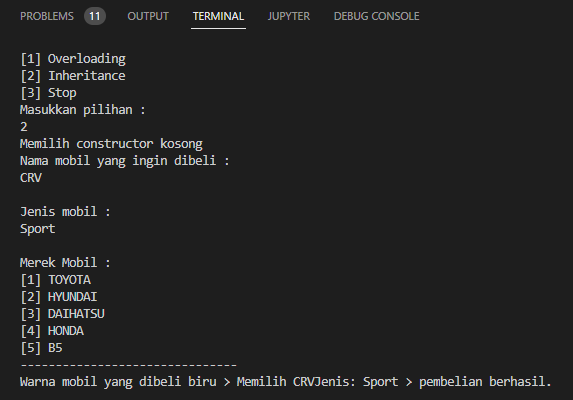 PROBLEMS 11 OUTPUT TERMINAL JUPYTER DEBUG CONSOLE
[1] Overloading
[2] Inheritance
[3] Stop
Masukkan pilihan :
2
Memilih constructor kosong
Nama mobil yang ingin dibeli :
CRV
Jenis mobil :
Sport
Merek Mobil :
[1] TOYOTA
[2] HYUNDAI
[3] DAIHATSU
[4] HONDA
[5] B5
-------------------------------
Warna mobil yang dibeli biru > Memilih CRVJenis: Sport > pembelian berhasil.